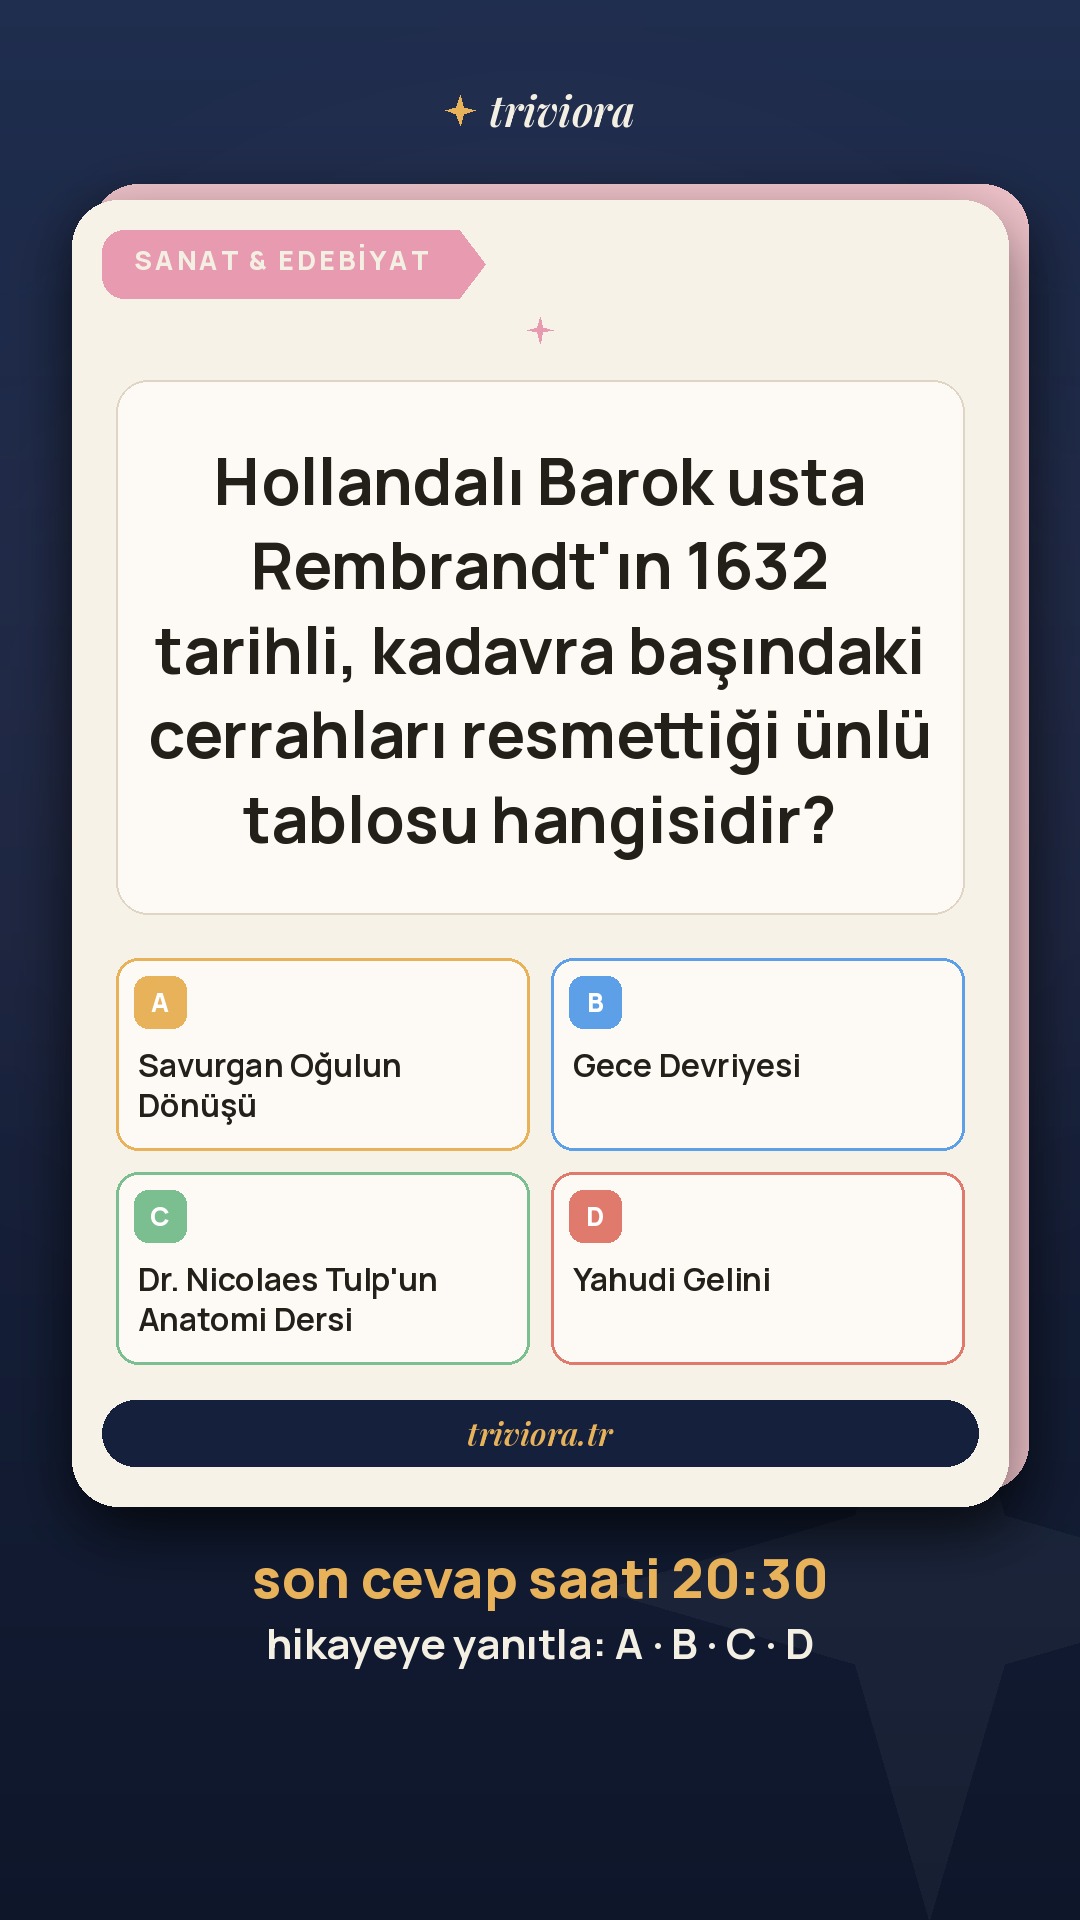 triviora
SANAT & EDEBİYAT
Hollandalı Barok usta
Rembrandt'ın 1632
tarihli, kadavra başındaki
cerrahları resmettiği ünlü
tablosu hangisidir?
A
Savurgan Oğulun
Dönüşü
B
Gece Devriyesi
C
Dr. Nicolaes Tulp'un
Anatomi Dersi
D
Yahudi Gelini
triviora.tr
son cevap saati 20:30
hikayeye yanıtla: A · B · C · D